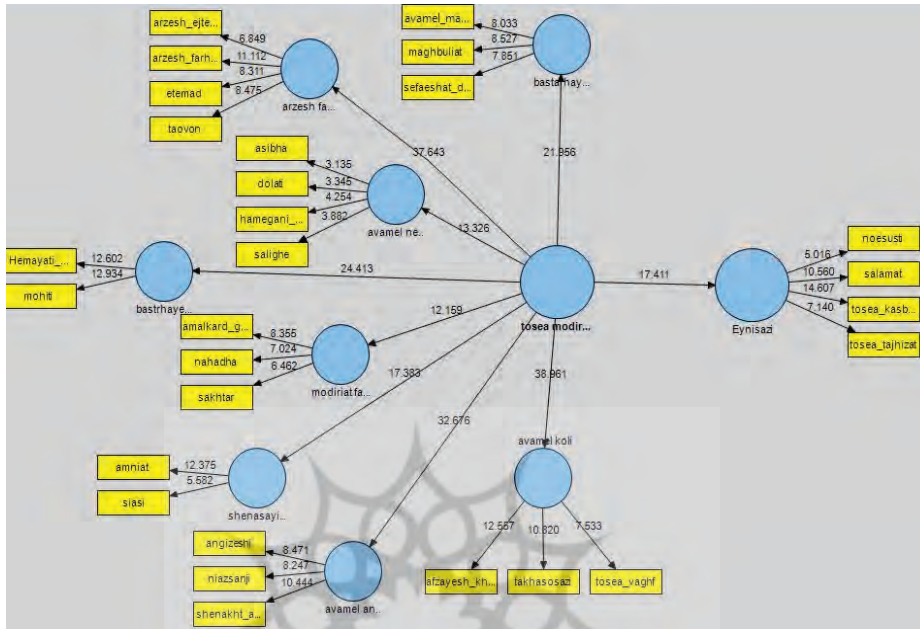 arzesh_ejte...
6.849
arzesh_farh...
11.112
etemad
8.311
taovon
8.475
arzesh fa...
avamel_ma...
8.033
maghbuliat
8.527
sefaeshat_d...
7.851
bastarhay...
37.643
21.956
asibha
3.135
dolati
3.345
hamegani_...
4.254
salighe
3.882
avamel ne...
13.326
Hemayati_...
12.602
mohiti
12.934
bastrhaye...
24.413
tosea modir...
17.411
Eynisazi
noesusti
5.016
salamat
10.560
tosea_kasb...
14.607
tosea_tajhizat
7.140
amalkard_g...
8.355
nahadha
7.024
sakhtar
6.462
modiriat fa...
12.159
17.383
32.676
38.961
amniat
12.375
siasi
5.582
shenasayi...
angizeshi
8.471
niazsanji
8.247
shenakht_a...
10.444
avamel an...
avamel koli
12.557
10.820
7.533
afzayesh_kh...
takhasosazi
tosea_vaghf